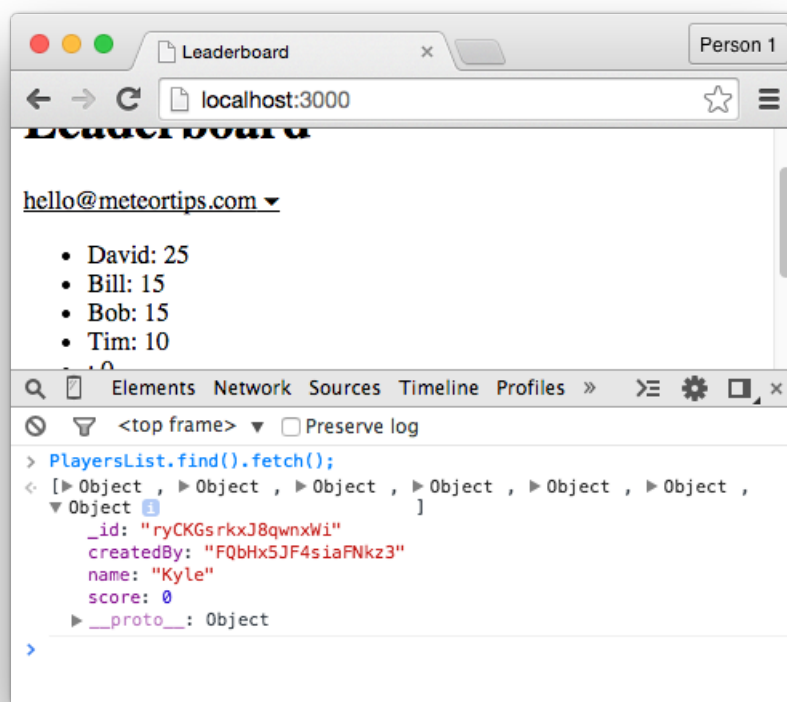 Leaderboard
Person 1
localhost:3000
Leaderboard
hello@meteortips.com
• David: 25
• Bill: 15
• Bob: 15
• Tim: 10
• : 0
Elements Network Sources Timeline Profiles »
<top frame> ▼ Preserve log
> PlayersList.find().fetch();
[▶ Object , ▶ Object , ▶ Object , ▶ Object , ▶ Object , ▶ Object ,
▼ Object i ]
_id: "ryCKGsrkxJ8qwnxWi"
createdBy: "FQbHx5JF4siaFNkz3"
name: "Kyle"
score: 0
▶ __proto__: Object
>